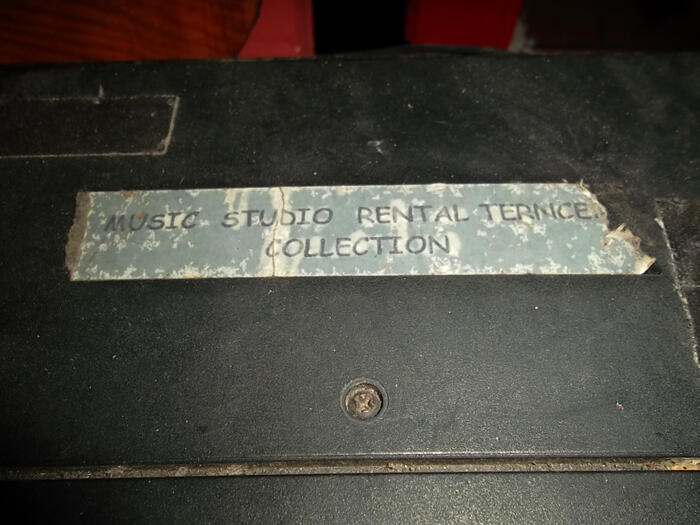 MUSIC STUDIO RENTAL TERNCE.
COLLECTION